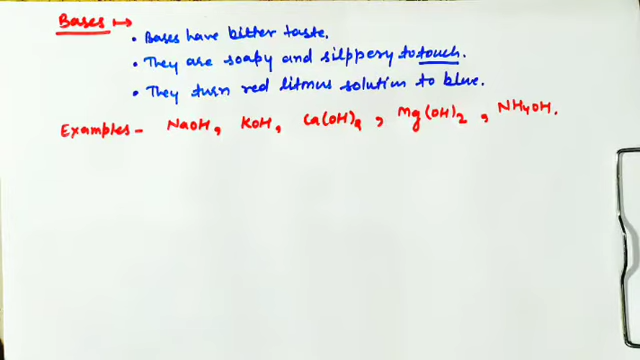 Bases ↦
• Bases have bitter taste.
• They are soapy and silppery to touch.
• They turn red litmus solution to blue.
Examples – NaOH, KOH, Ca(OH)₂, Mg(OH)₂, NH₄OH.